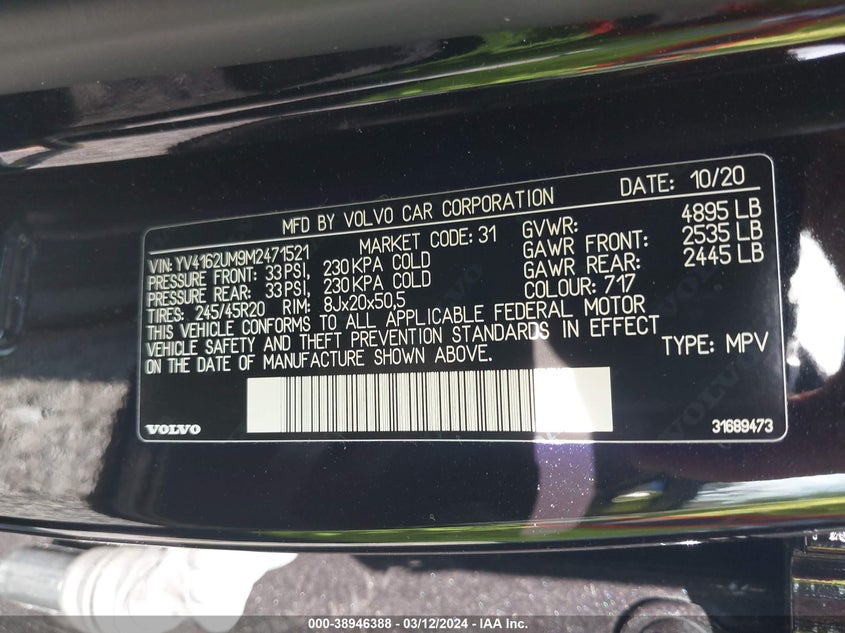 MFD BY VOLVO CAR CORPORATION DATE: 10/20
VIN: YV4162UM9M2471521 MARKET CODE: 31 GVWR: 4895 LB
PRESSURE FRONT: 33 PSI, 230 KPA COLD GAWR FRONT: 2535 LB
PRESSURE REAR: 33 PSI, 230 KPA COLD GAWR REAR: 2445 LB
TIRES: 245/45R20 RIM: 8Jx20x50,5 COLOUR: 717
THIS VEHICLE CONFORMS TO ALL APPLICABLE FEDERAL MOTOR
VEHICLE SAFETY AND THEFT PREVENTION STANDARDS IN EFFECT
ON THE DATE OF MANUFACTURE SHOWN ABOVE. TYPE: MPV
VOLVO 31689473
000-38946388 - 03/12/2024 - IAA Inc.